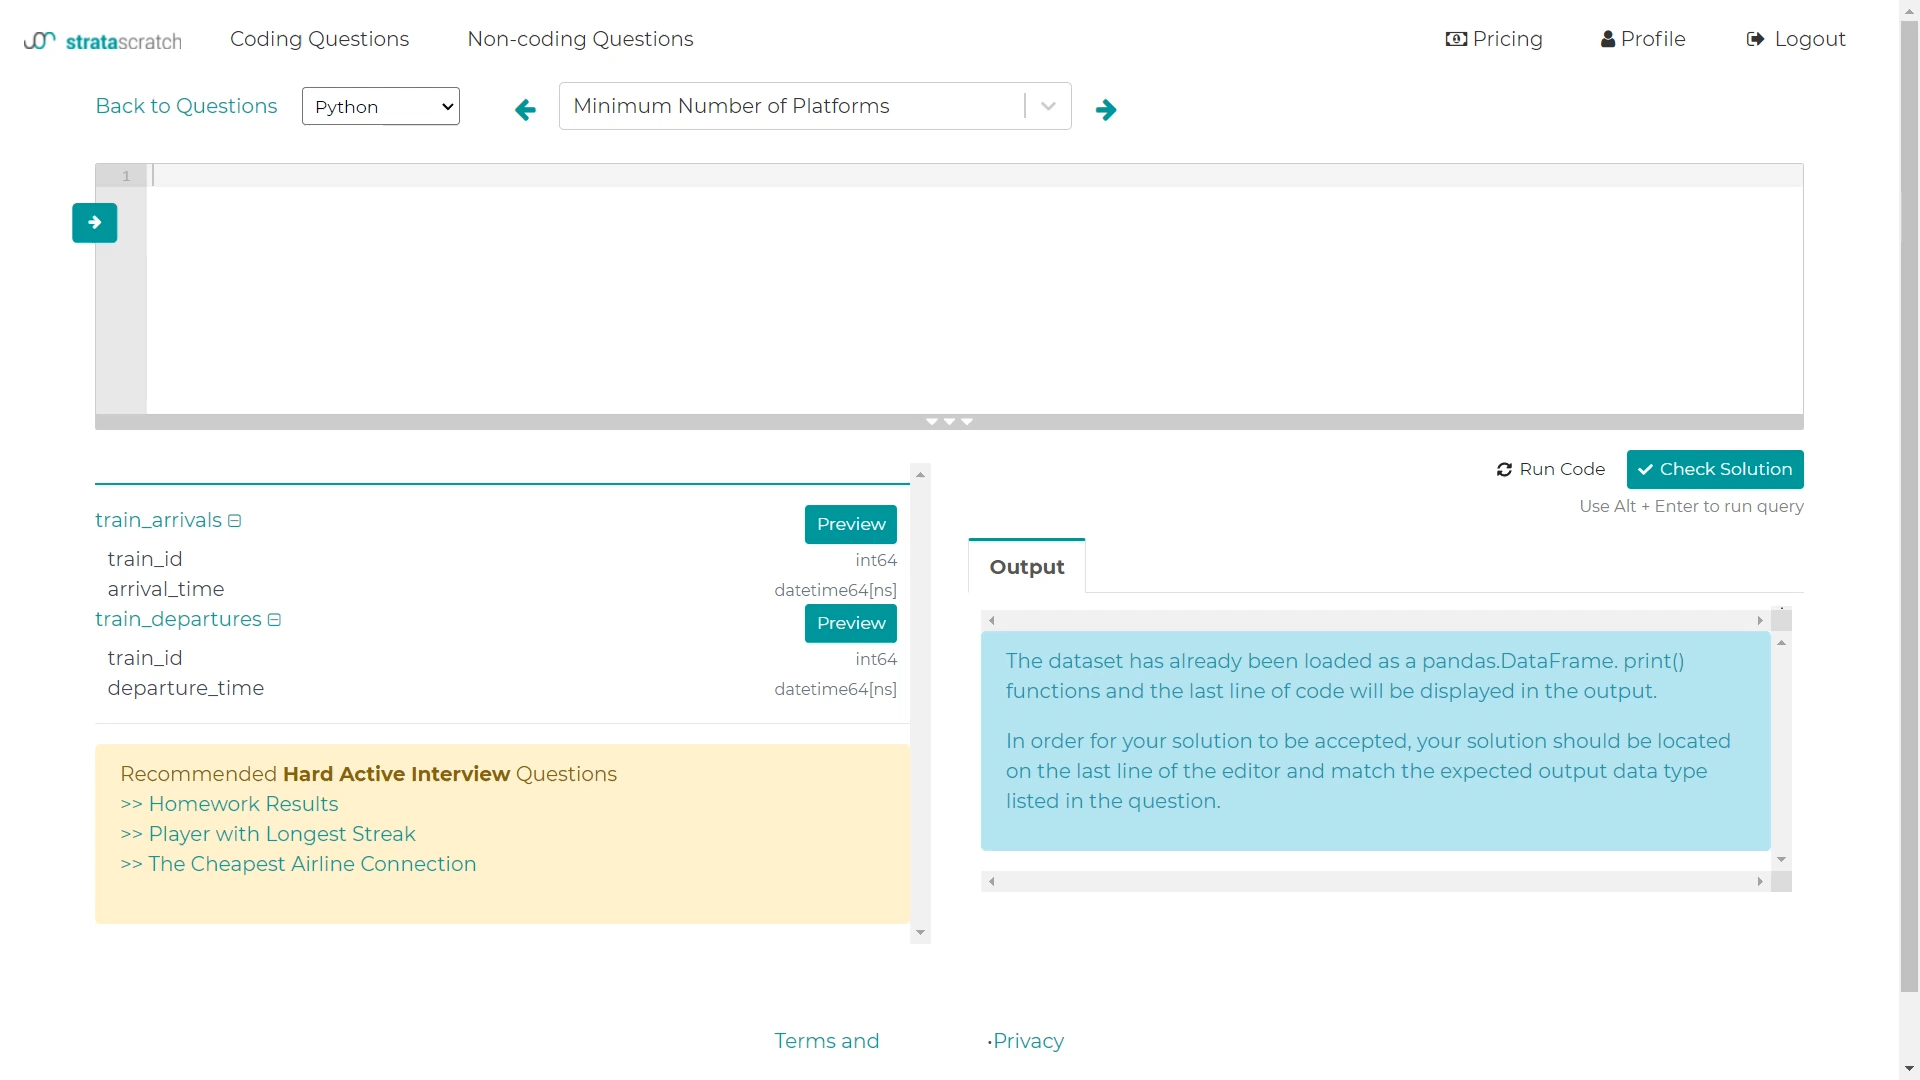 stratascratch
Coding Questions
Non-coding Questions
Pricing
Profile
Logout
Back to Questions
Python
Minimum Number of Platforms
1
Run Code
Check Solution
Use Alt + Enter to run query
train_arrivals
Preview
train_id
int64
arrival_time
datetime64[ns]
train_departures
Preview
train_id
int64
departure_time
datetime64[ns]
Recommended Hard Active Interview Questions
>> Homework Results
>> Player with Longest Streak
>> The Cheapest Airline Connection
Output
The dataset has already been loaded as a pandas.DataFrame. print()
functions and the last line of code will be displayed in the output.
In order for your solution to be accepted, your solution should be located
on the last line of the editor and match the expected output data type
listed in the question.
Terms and
·Privacy